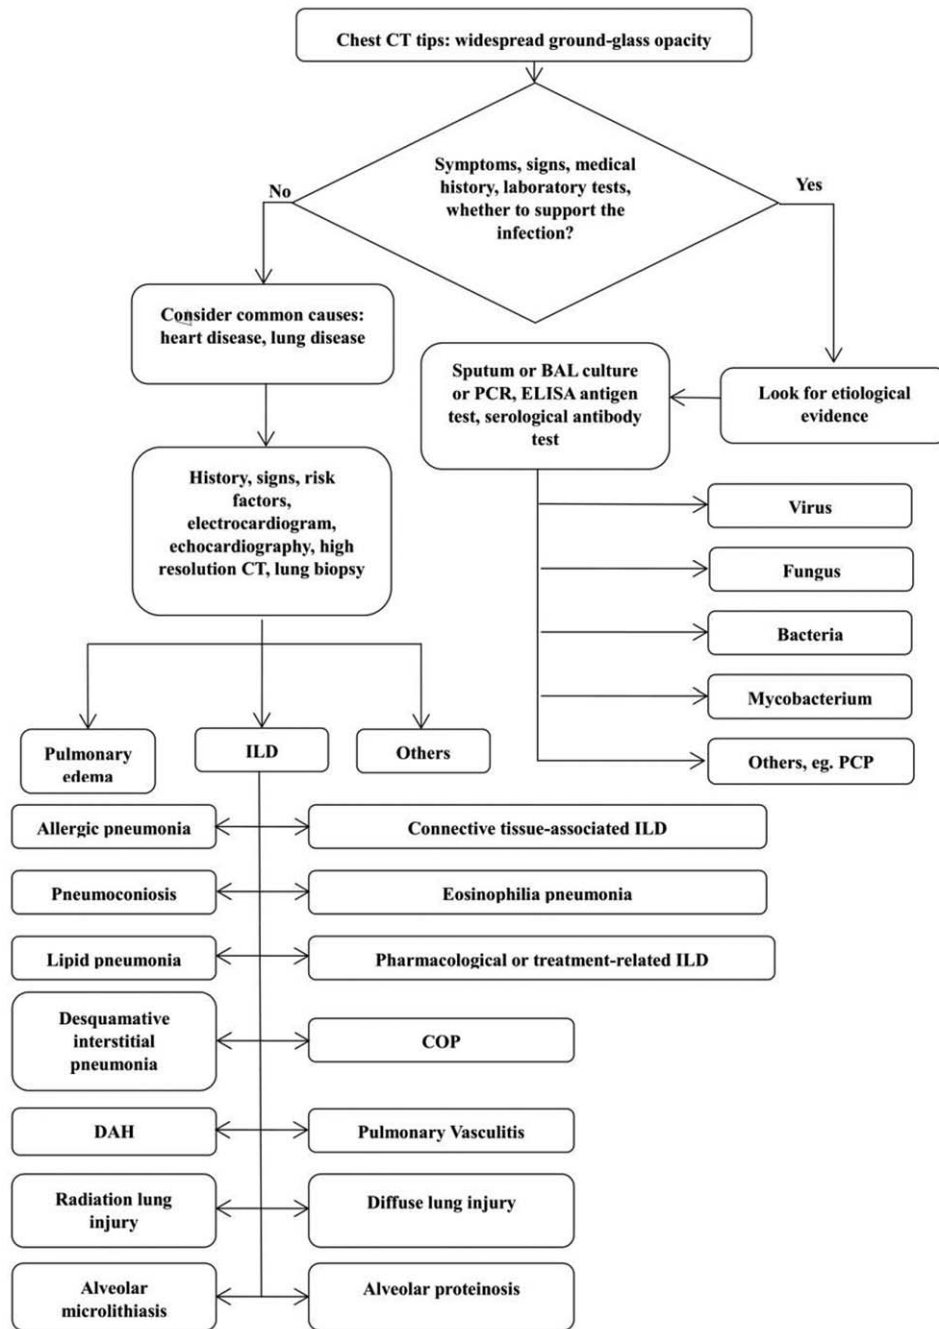 Chest CT tips: widespread ground-glass opacity
Symptoms, signs, medical
history, laboratory tests,
whether to support the
infection?
No
Yes
Consider common causes:
heart disease, lung disease
Sputum or BAL culture
or PCR, ELISA antigen
test, serological antibody
test
Look for etiological
evidence
History, signs, risk
factors,
electrocardiogram,
echocardiography, high
resolution CT, lung biopsy
Virus
Fungus
Bacteria
Mycobacterium
Others, eg. PCP
Pulmonary
edema
ILD
Others
Allergic pneumonia
Connective tissue-associated ILD
Pneumoconiosis
Eosinophilia pneumonia
Lipid pneumonia
Pharmacological or treatment-related ILD
Desquamative
interstitial
pneumonia
COP
DAH
Pulmonary Vasculitis
Radiation lung
injury
Diffuse lung injury
Alveolar
microlithiasis
Alveolar proteinosis